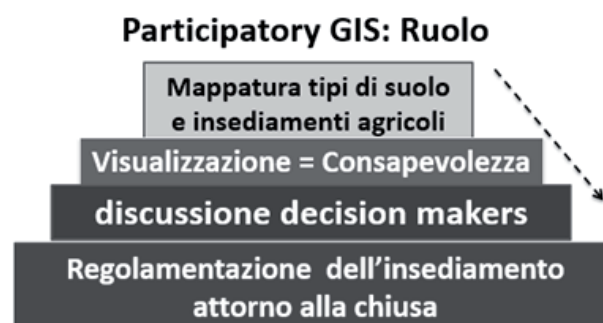 Participatory GIS: Ruolo
Mappatura tipi di suolo
e insediamenti agricoli
Visualizzazione = Consapevolezza
discussione decision makers
Regolamentazione dell'insediamento
attorno alla chiusa